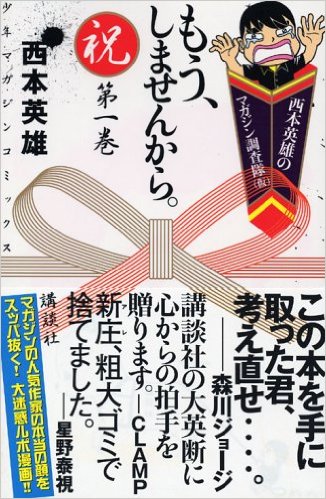 西本英雄の
マガジン調査隊(仮)
もう、
しませんから。
祝
第一巻
西本英雄
少年マガジンコミックス
この本を手に
取った君、
考え直せ・・・・。
──森川ジョージ
講談社の大英断に
心からの拍手を
贈ります。─CLAMP
新庄、粗大ゴミで
捨てました。
─星野泰視
講談社
マガジンの人気作家の本当の顔を
スッパ抜く! 大迷惑ルポ漫画!!